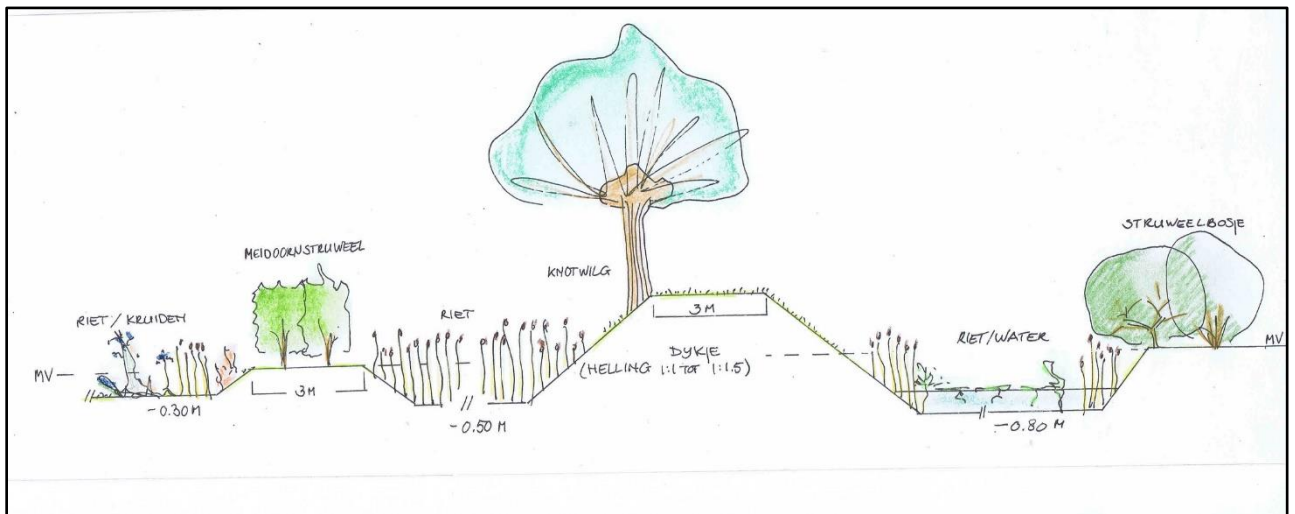 STRUWEELBOSJE
MEIDOORNSTRUWEEL
KNOTWILG
RIET / KRUIDEN
RIET
3M
RIET/WATER
MV
MV
DYKJE
(HELLING 1:1 TOT 1:1.5)
3M
-0.30M
-0.50 M
-0.80 M